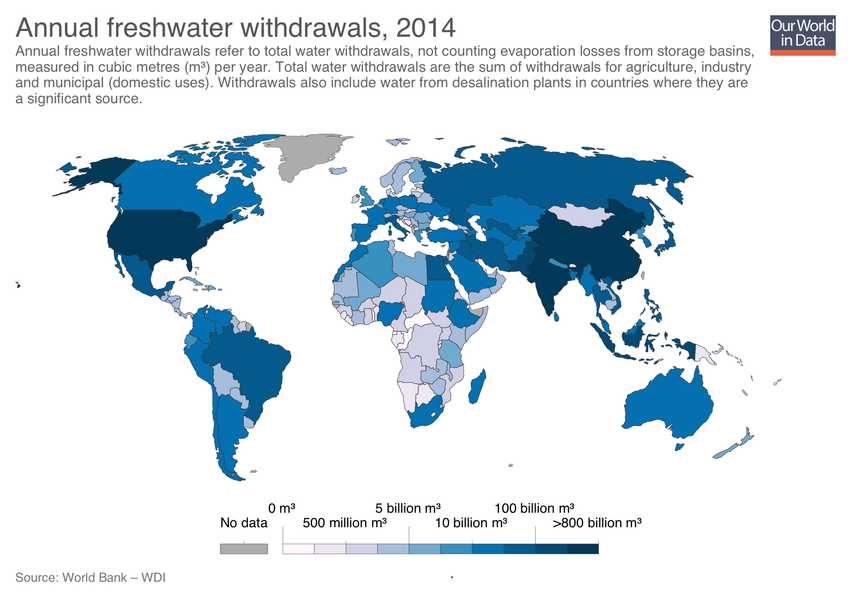 Annual freshwater withdrawals, 2014
Our World
in Data
Annual freshwater withdrawals refer to total water withdrawals, not counting evaporation losses from storage basins,
measured in cubic metres (m³) per year. Total water withdrawals are the sum of withdrawals for agriculture, industry
and municipal (domestic uses). Withdrawals also include water from desalination plants in countries where they are
a significant source.
0 m³ 5 billion m³ 100 billion m³
No data 500 million m³ 10 billion m³ >800 billion m³
Source: World Bank – WDI